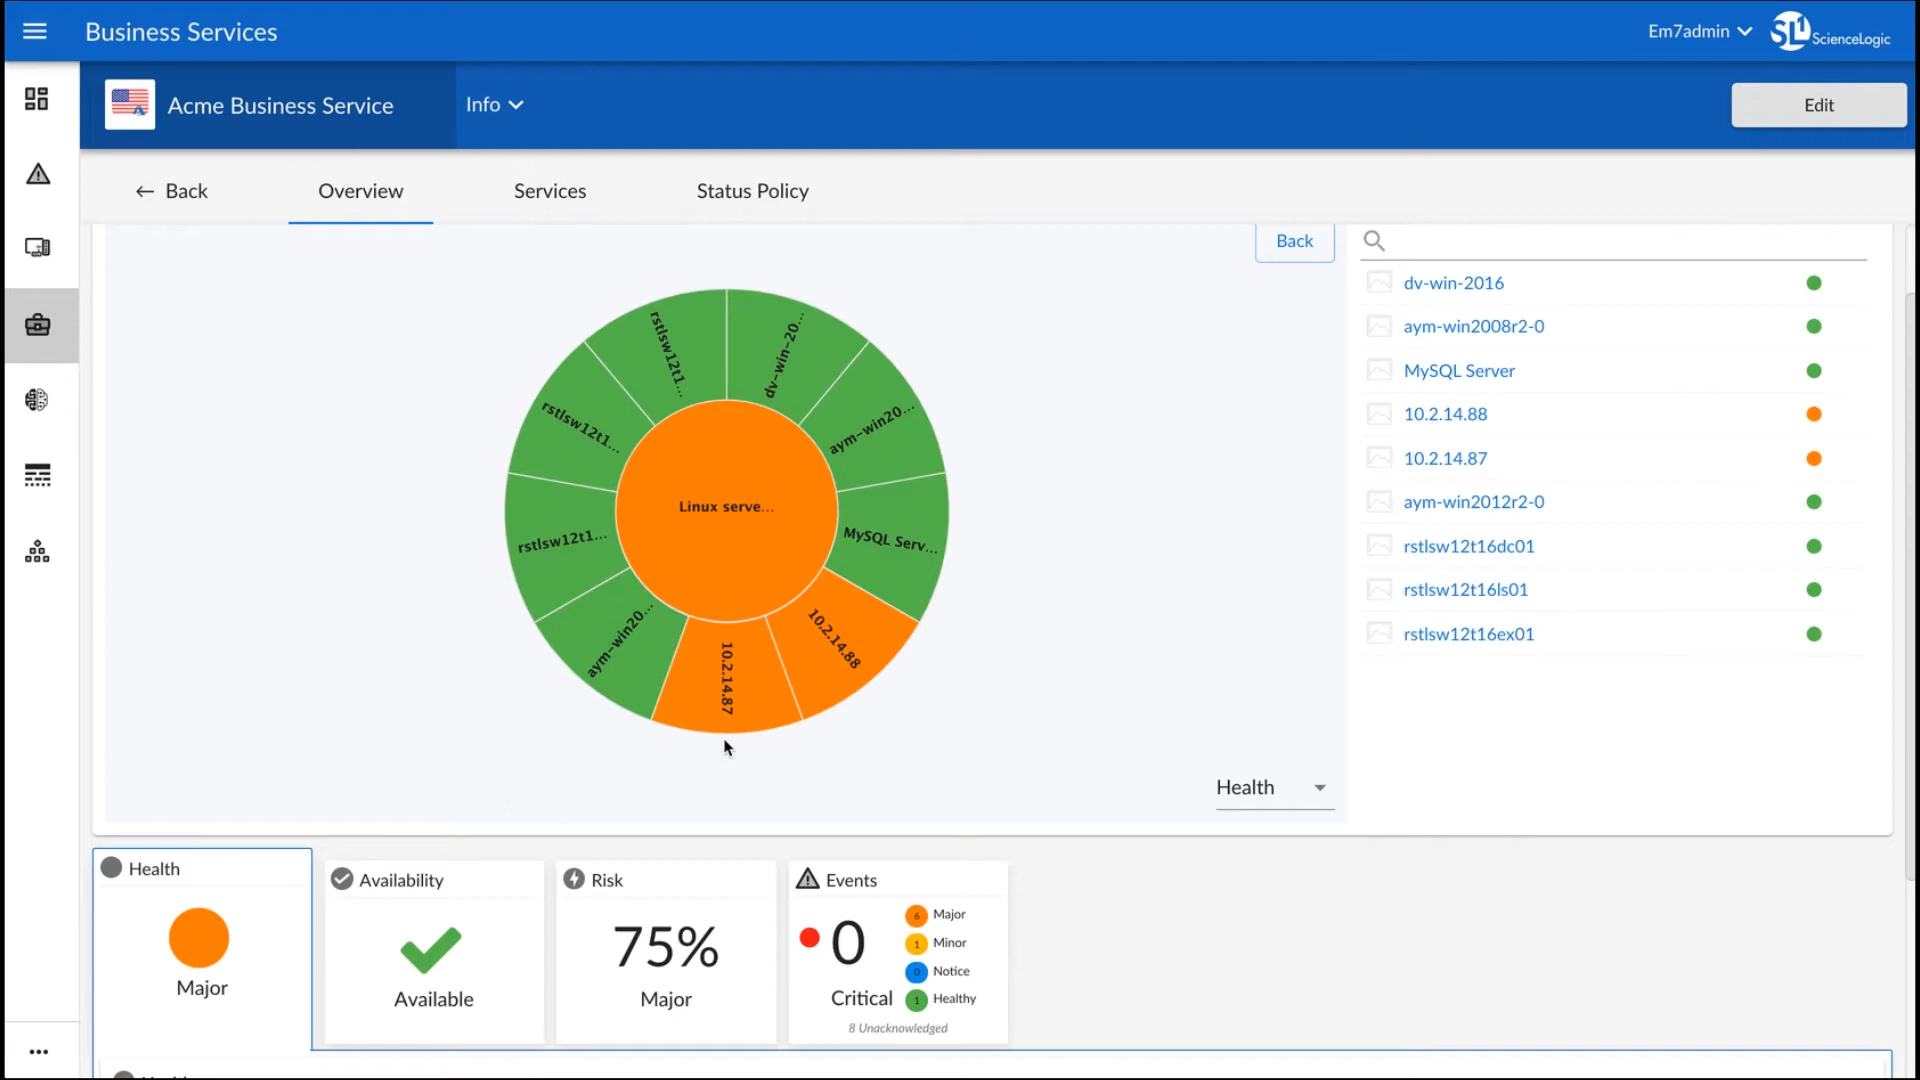 Business Services
Em7admin
SL1 ScienceLogic
Acme Business Service
Info
Edit
Back
Overview
Services
Status Policy
Back
rstlsw12t1...
dv-win-20...
rstlsw12t1...
aym-win20...
Linux serve...
rstlsw12t1...
MySQL Serv...
aym-win20...
10.2.14.87
10.2.14.88
Health
dv-win-2016
aym-win2008r2-0
MySQL Server
10.2.14.88
10.2.14.87
aym-win2012r2-0
rstlsw12t16dc01
rstlsw12t16ls01
rstlsw12t16ex01
Health
Major
Availability
Available
Risk
75%
Major
Events
0
Critical
6 Major
1 Minor
0 Notice
1 Healthy
8 Unacknowledged